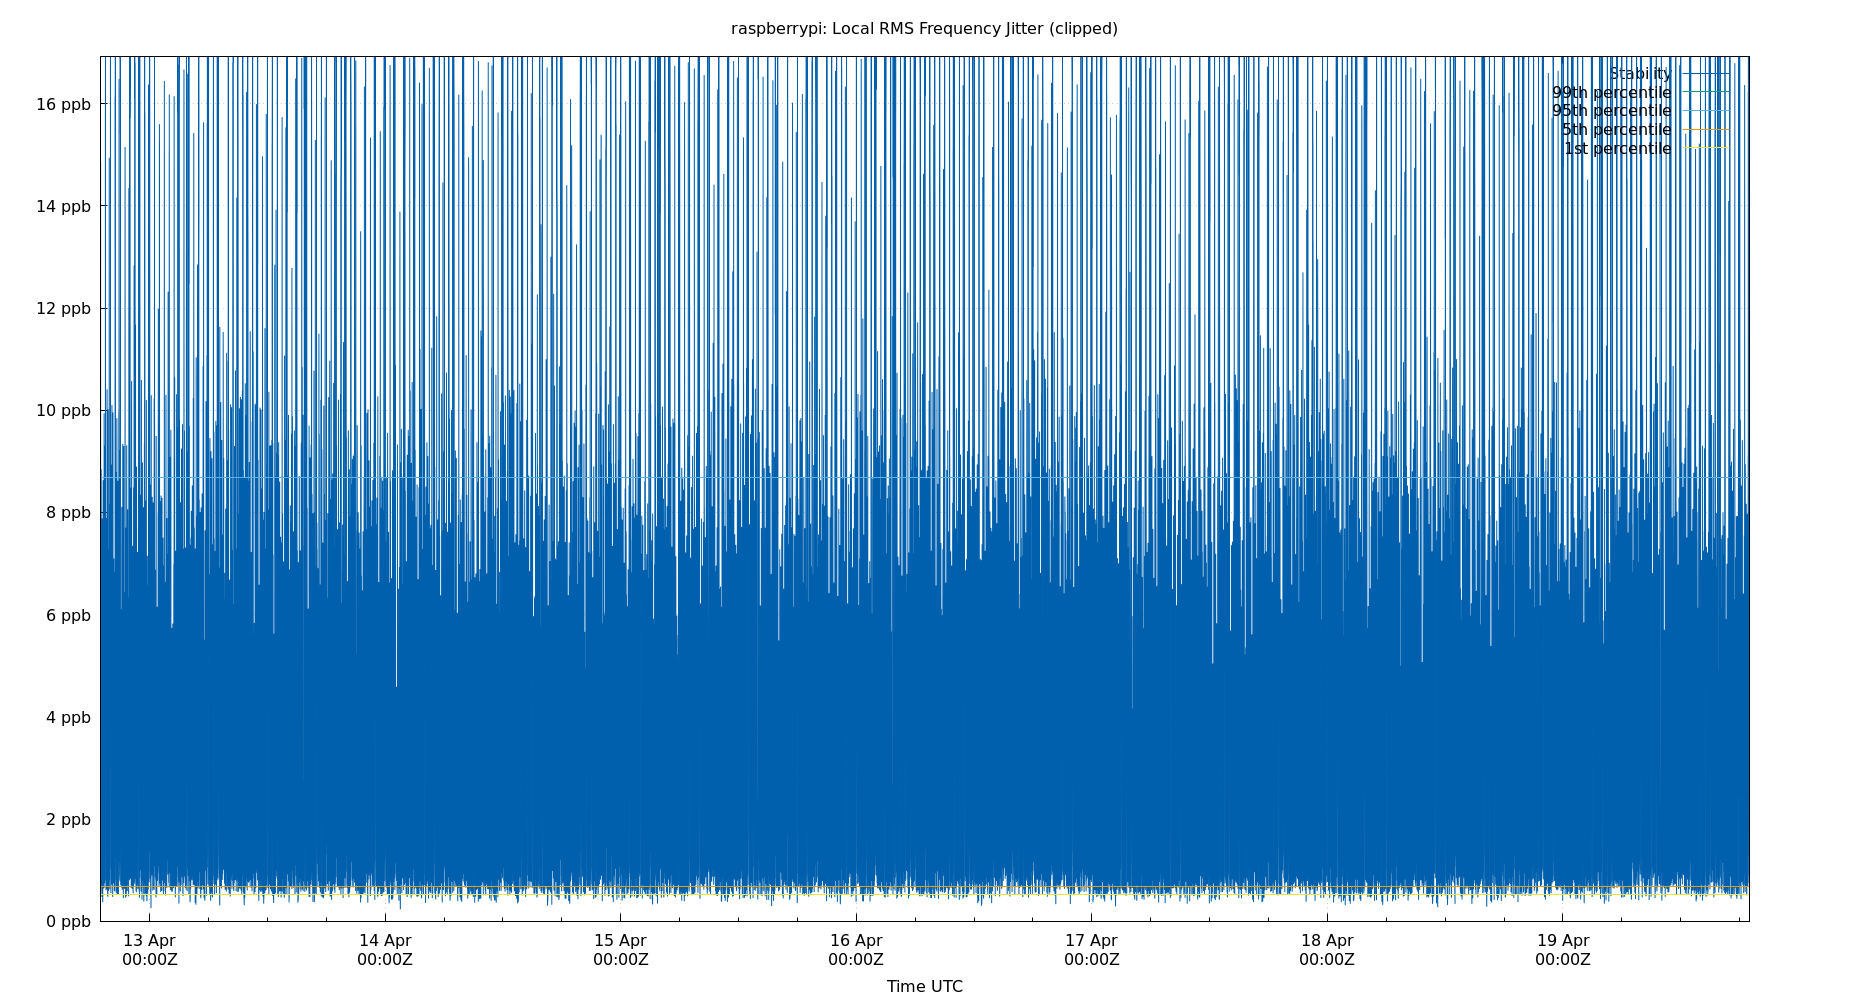 raspberrypi: Local RMS Frequency Jitter (clipped)
Stability
99th percentile
95th percentile
5th percentile
1st percentile
16 ppb
14 ppb
12 ppb
10 ppb
8 ppb
6 ppb
4 ppb
2 ppb
0 ppb
13 Apr 14 Apr 15 Apr 16 Apr 17 Apr 18 Apr 19 Apr
00:00Z 00:00Z 00:00Z 00:00Z 00:00Z 00:00Z 00:00Z
Time UTC